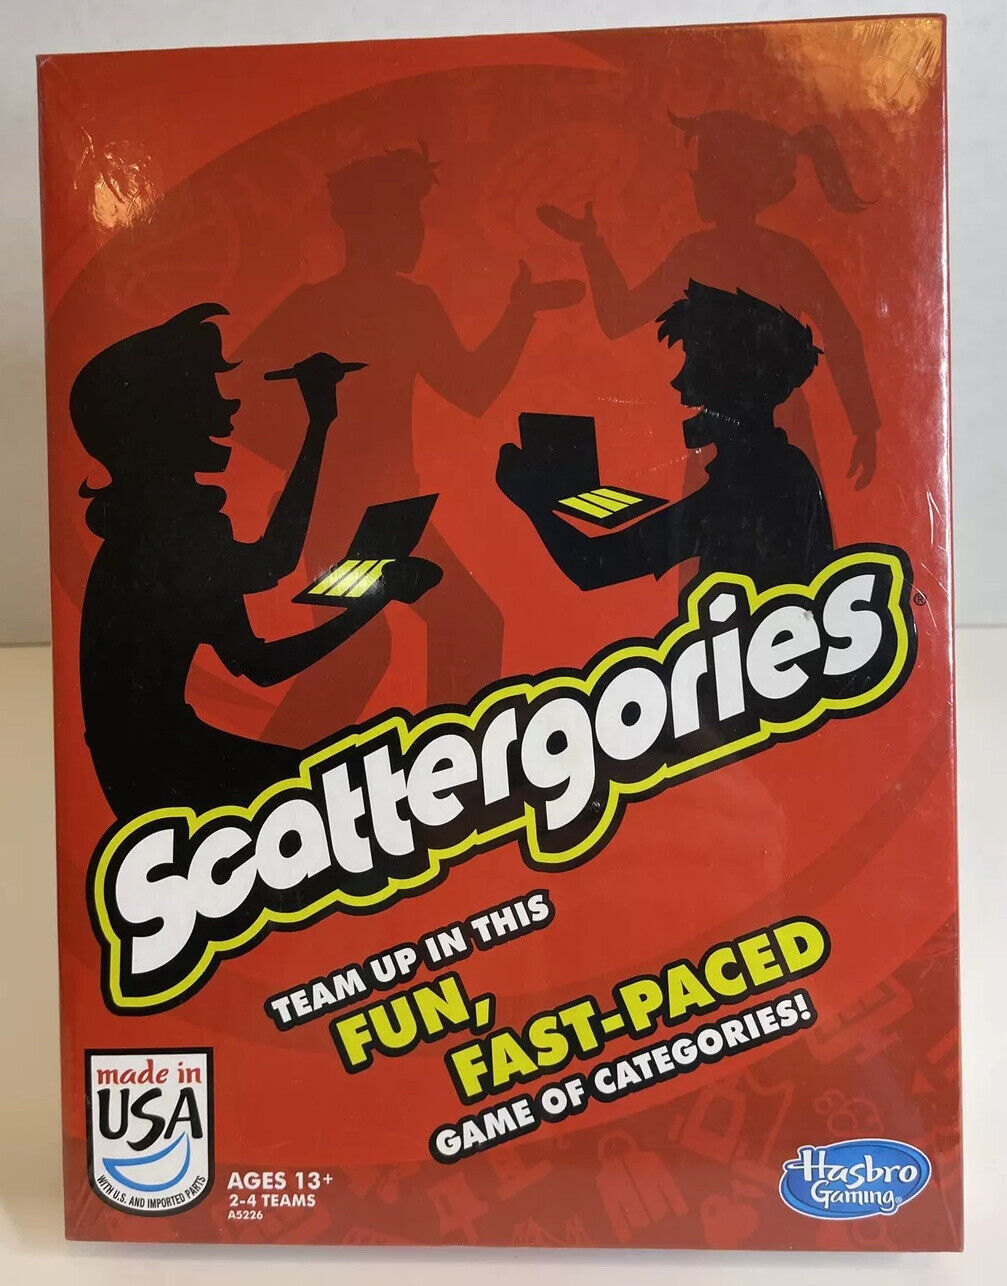 Scattergories®
TEAM UP IN THIS
FUN,
FAST-PACED
GAME OF CATEGORIES!
made in
USA
WITH U.S. AND IMPORTED PARTS
AGES 13+
2-4 TEAMS
A5226
Hasbro
Gaming®